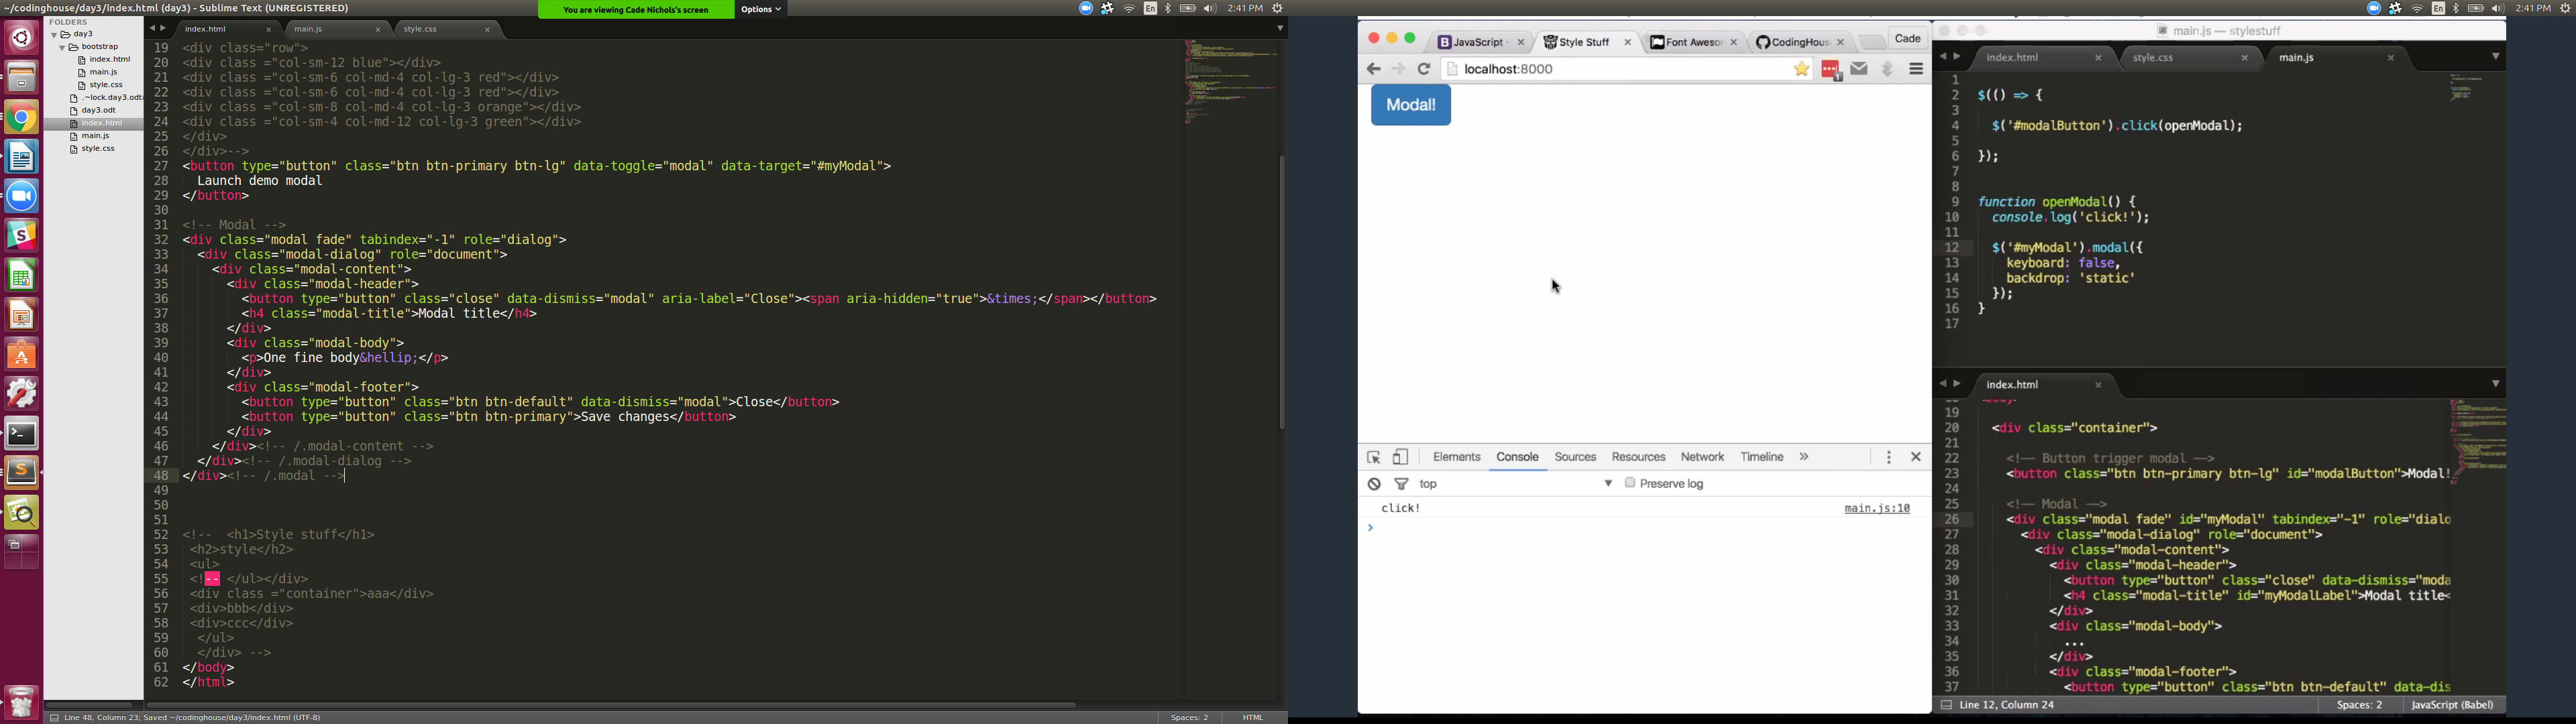 ~/codinghouse/day3/index.html (day3) - Sublime Text (UNREGISTERED)
You are viewing Cade Nichols's screen
Options
En
2:41 PM
FOLDERS
day3
bootstrap
index.html
main.js
style.css
.~lock.day3.odt
day3.odt
index.html
main.js
style.css
index.html
main.js
style.css
19 <div class="row">
20 <div class ="col-sm-12 blue"></div>
21 <div class ="col-sm-6 col-md-4 col-lg-3 red"></div>
22 <div class ="col-sm-6 col-md-4 col-lg-3 red"></div>
23 <div class ="col-sm-8 col-md-4 col-lg-3 orange"></div>
24 <div class ="col-sm-4 col-md-12 col-lg-3 green"></div>
25 </div>
26 </div>-->
27 <button type="button" class="btn btn-primary btn-lg" data-toggle="modal" data-target="#myModal">
28 Launch demo modal
29 </button>
30
31 <!-- Modal -->
32 <div class="modal fade" tabindex="-1" role="dialog">
33 <div class="modal-dialog" role="document">
34 <div class="modal-content">
35 <div class="modal-header">
36 <button type="button" class="close" data-dismiss="modal" aria-label="Close"><span aria-hidden="true">&times;</span></button>
37 <h4 class="modal-title">Modal title</h4>
38 </div>
39 <div class="modal-body">
40 <p>One fine body&hellip;</p>
41 </div>
42 <div class="modal-footer">
43 <button type="button" class="btn btn-default" data-dismiss="modal">Close</button>
44 <button type="button" class="btn btn-primary">Save changes</button>
45 </div>
46 </div><!-- /.modal-content -->
47 </div><!-- /.modal-dialog -->
48 </div><!-- /.modal -->
49
50
51
52 <!-- <h1>Style stuff</h1>
53 <h2>style</h2>
54 <ul>
55 <!-- </ul></div>
56 <div class ="container">aaa</div>
57 <div>bbb</div>
58 <div>ccc</div>
59 </ul>
60 </div> -->
61 </body>
62 </html>
Line 48, Column 23; Saved ~/codinghouse/day3/index.html (UTF-8)
Spaces: 2
HTML
En
2:41 PM
JavaScript ·
Style Stuff
Font Aweson
CodingHous
Cade
localhost:8000
1
Modal!
Elements
Console
Sources
Resources
Network
Timeline
top
Preserve log
click!
main.js:10
main.js — stylestuff
index.html
style.css
main.js
1
2 $(() => {
3
4 $('#modalButton').click(openModal);
5
6 });
7
8
9 function openModal() {
10 console.log('click!');
11
12 $('#myModal').modal({
13 keyboard: false,
14 backdrop: 'static'
15 });
16 }
17
index.html
18 <body>
19
20 <div class="container">
21
22 <!-- Button trigger modal -->
23 <button class="btn btn-primary btn-lg" id="modalButton">Modal!
24
25 <!-- Modal -->
26 <div class="modal fade" id="myModal" tabindex="-1" role="dialo
27 <div class="modal-dialog" role="document">
28 <div class="modal-content">
29 <div class="modal-header">
30 <button type="button" class="close" data-dismiss="moda
31 <h4 class="modal-title" id="myModalLabel">Modal title<
32 </div>
33 <div class="modal-body">
34 ...
35 </div>
36 <div class="modal-footer">
37 <button type="button" class="btn btn-default" data-dis
Line 12, Column 24
Spaces: 2
JavaScript (Babel)